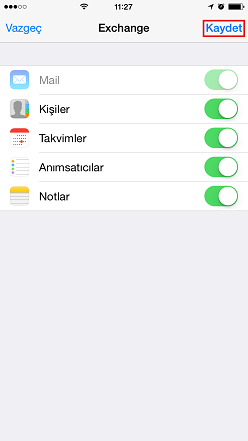 11:27
Vazgeç Exchange Kaydet
Mail
Kişiler
Takvimler
Anımsatıcılar
Notlar